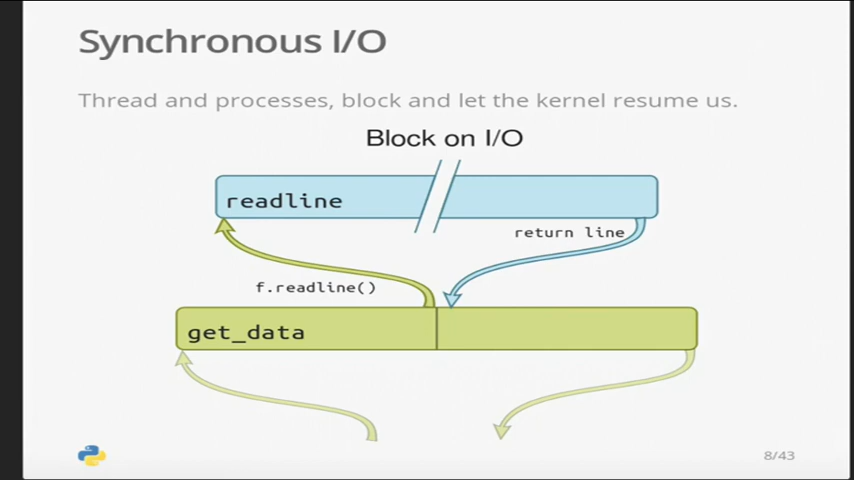 Synchronous I/O
Thread and processes, block and let the kernel resume us.
Block on I/O
readline
return line
f.readline()
get_data
8/43